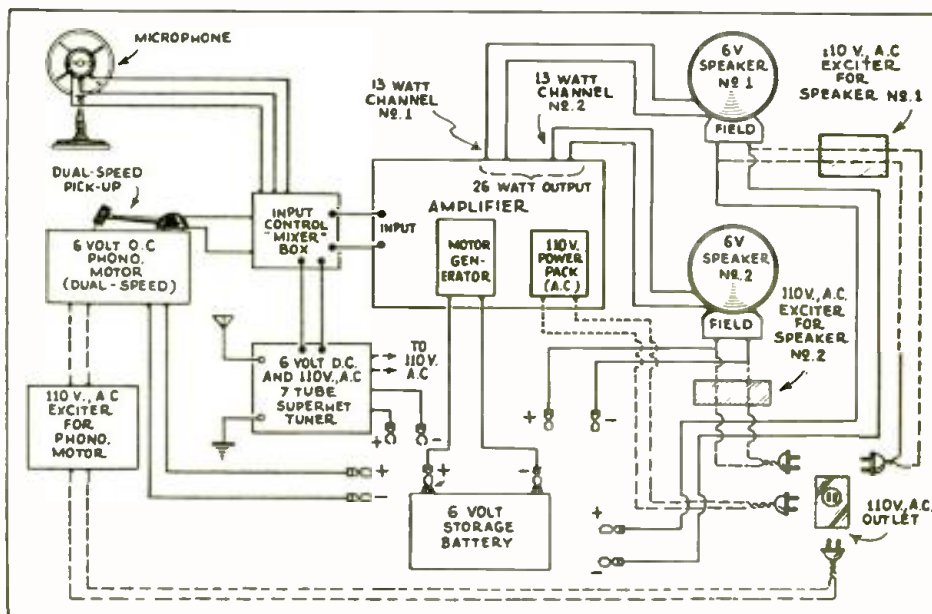 MICROPHONE
13 WATT
CHANNEL
Nº.1
13 WATT
CHANNEL
Nº.2
6V
SPEAKER
Nº1
FIELD
110 V., A.C
EXCITER
FOR
SPEAKER Nº.1
DUAL-SPEED
PICK-UP
6 VOLT D.C
PHONO.
MOTOR
(DUAL-SPEED)
INPUT
CONTROL
"MIXER"
BOX
INPUT
26 WATT OUTPUT
AMPLIFIER
MOTOR
GEN-
ERATOR
110V.
POWER
PACK
(A.C)
6V
SPEAKER
Nº.2
FIELD
110V., A.C.
EXCITER
FOR
SPEAKER
Nº.2
6 VOLT D.C.
AND 110V., A.C
7 TUBE
SUPERHET
TUNER
TO
110V.
A.C
+ -
+ -
110 V., A C
EXCITER
FOR
PHONO.
MOTOR
+
-
+ -
6 VOLT
STORAGE
BATTERY
+
-
110V., A.C.
OUTLET